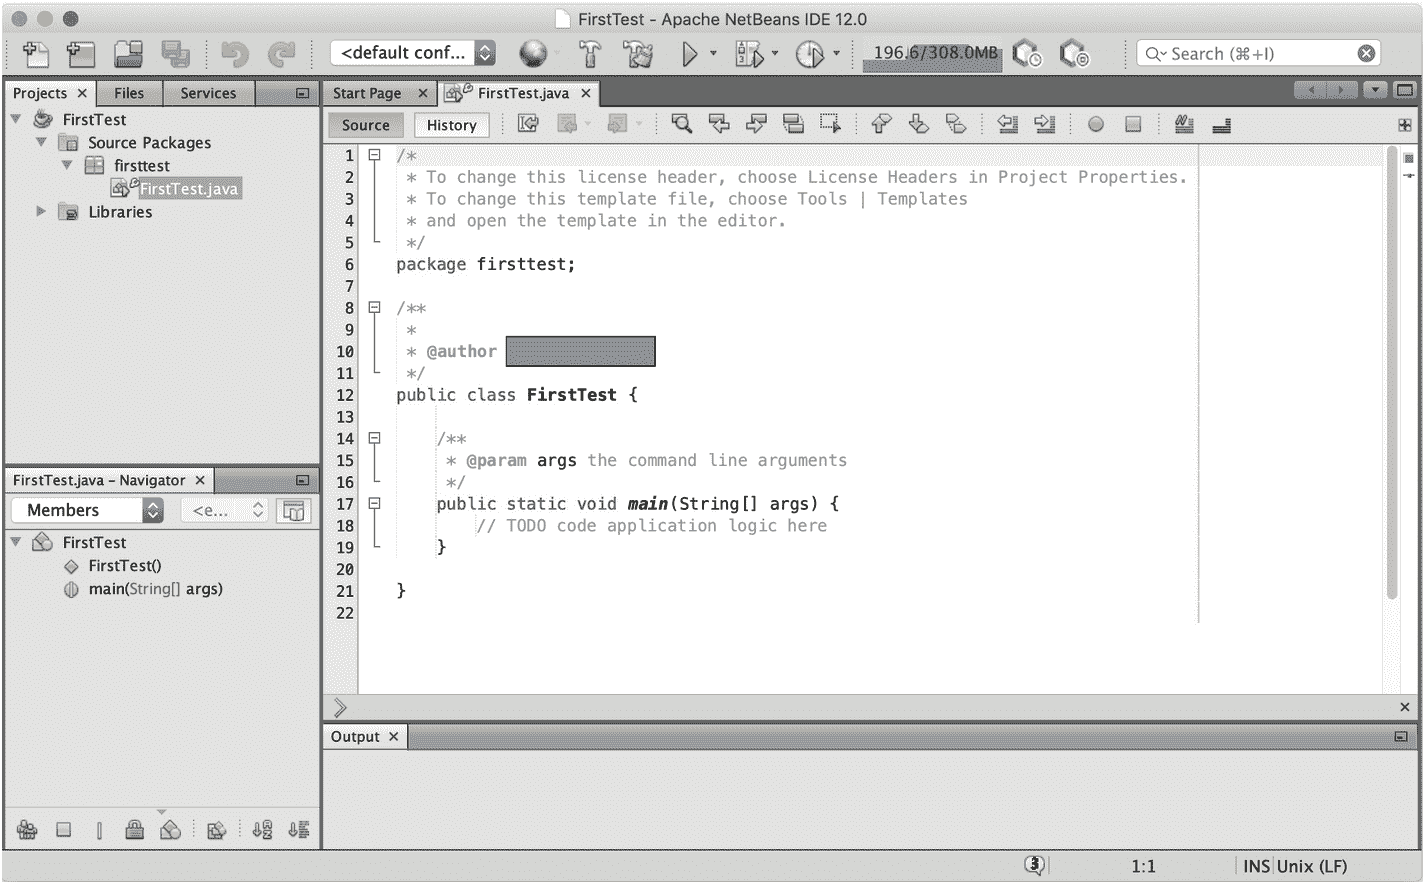 FirstTest - Apache NetBeans IDE 12.0
<default conf...
196.6/308.0MB
Search (⌘+I)
Projects
Files
Services
FirstTest
Source Packages
firsttest
FirstTest.java
Libraries
Start Page
FirstTest.java
Source
History
1 /*
2  * To change this license header, choose License Headers in Project Properties.
3  * To change this template file, choose Tools | Templates
4  * and open the template in the editor.
5  */
6 package firsttest;
7
8 /**
9  *
10  * @author
11  */
12 public class FirstTest {
13
14     /**
15      * @param args the command line arguments
16      */
17     public static void main(String[] args) {
18         // TODO code application logic here
19     }
20
21 }
22
FirstTest.java - Navigator
Members
<e...
FirstTest
FirstTest()
main(String[] args)
Output
3
1:1
INS
Unix (LF)